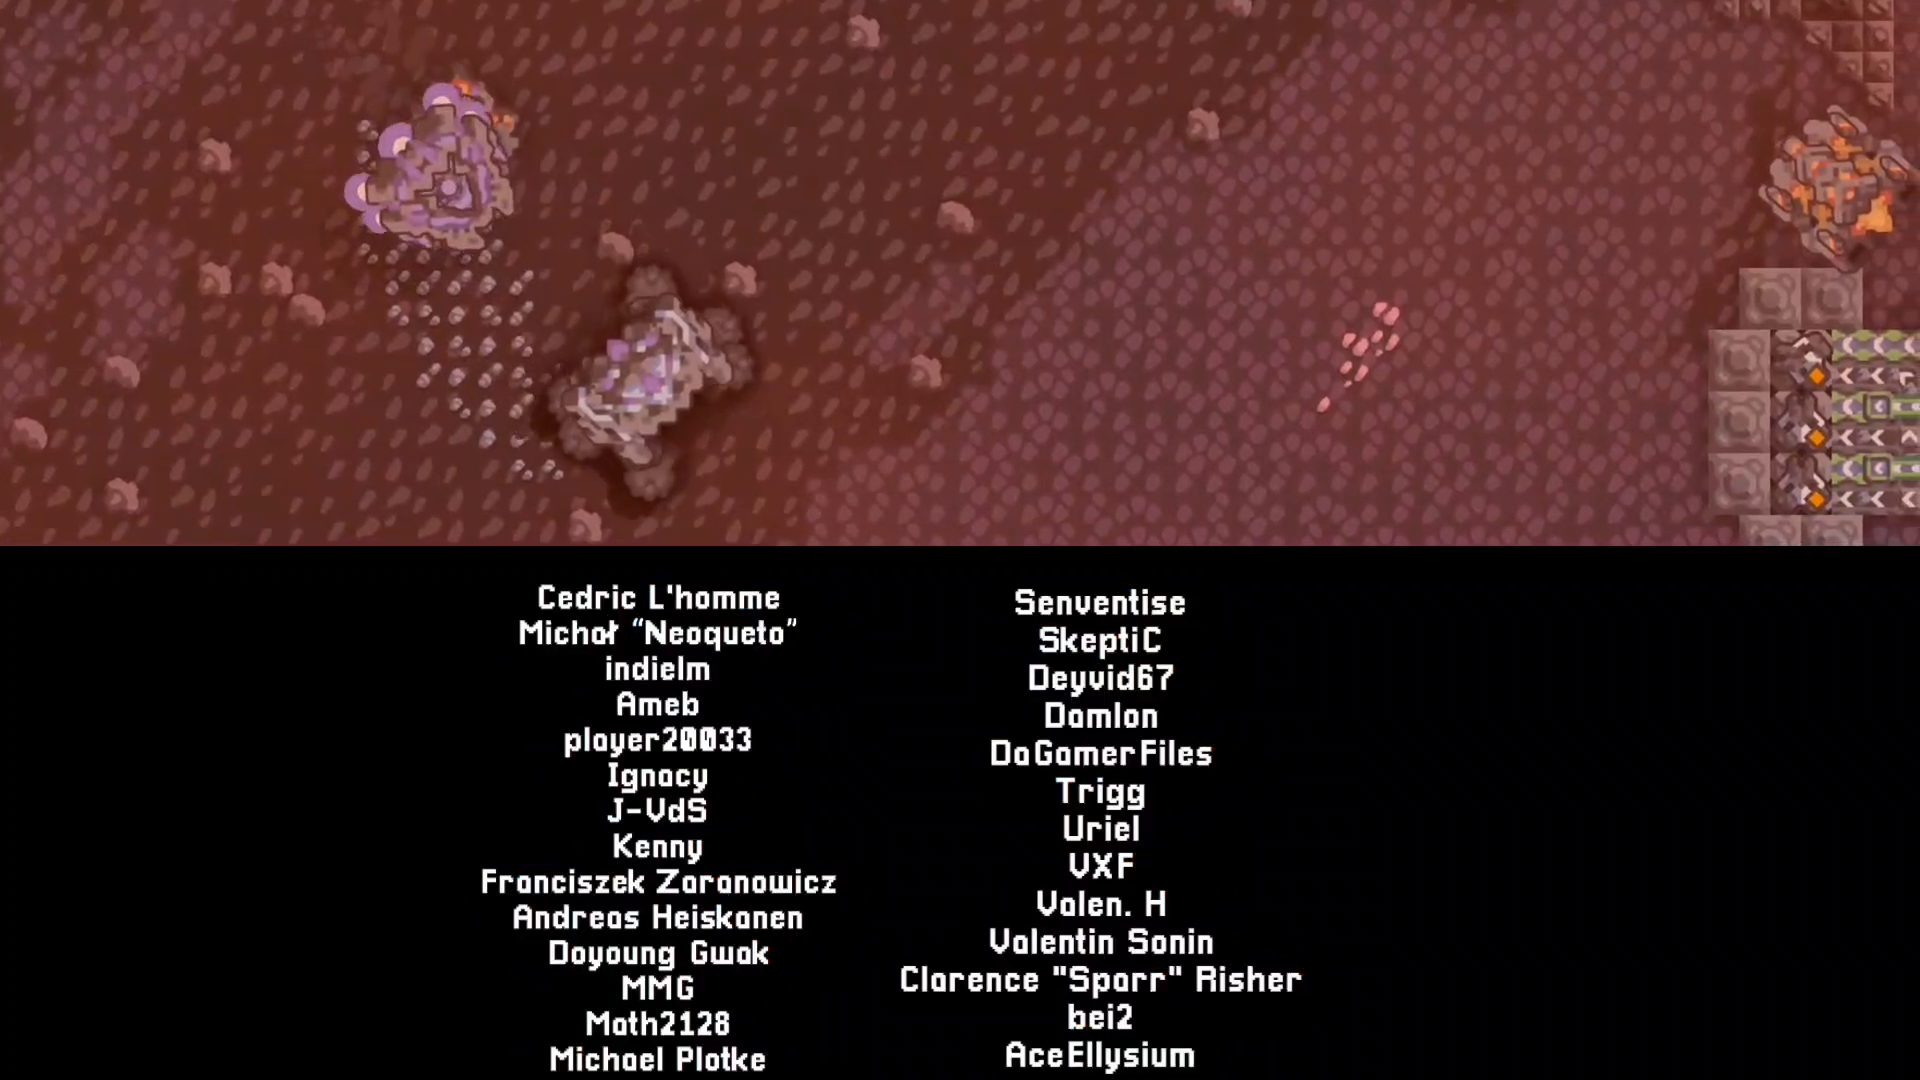 Cedric L'homme
Michał “Neoqueto”
indielm
Ameb
player20033
Ignacy
J-VdS
Kenny
Franciszek Zaranowicz
Andreas Heiskanen
Doyoung Gwak
MMG
Math2128
Michael Plotke
Senventise
SkeptiC
Deyvid67
Damlon
DaGamerFiles
Trigg
Uriel
VXF
Valen. H
Valentin Sonin
Clarence "Sparr" Risher
bei2
AceEllysium